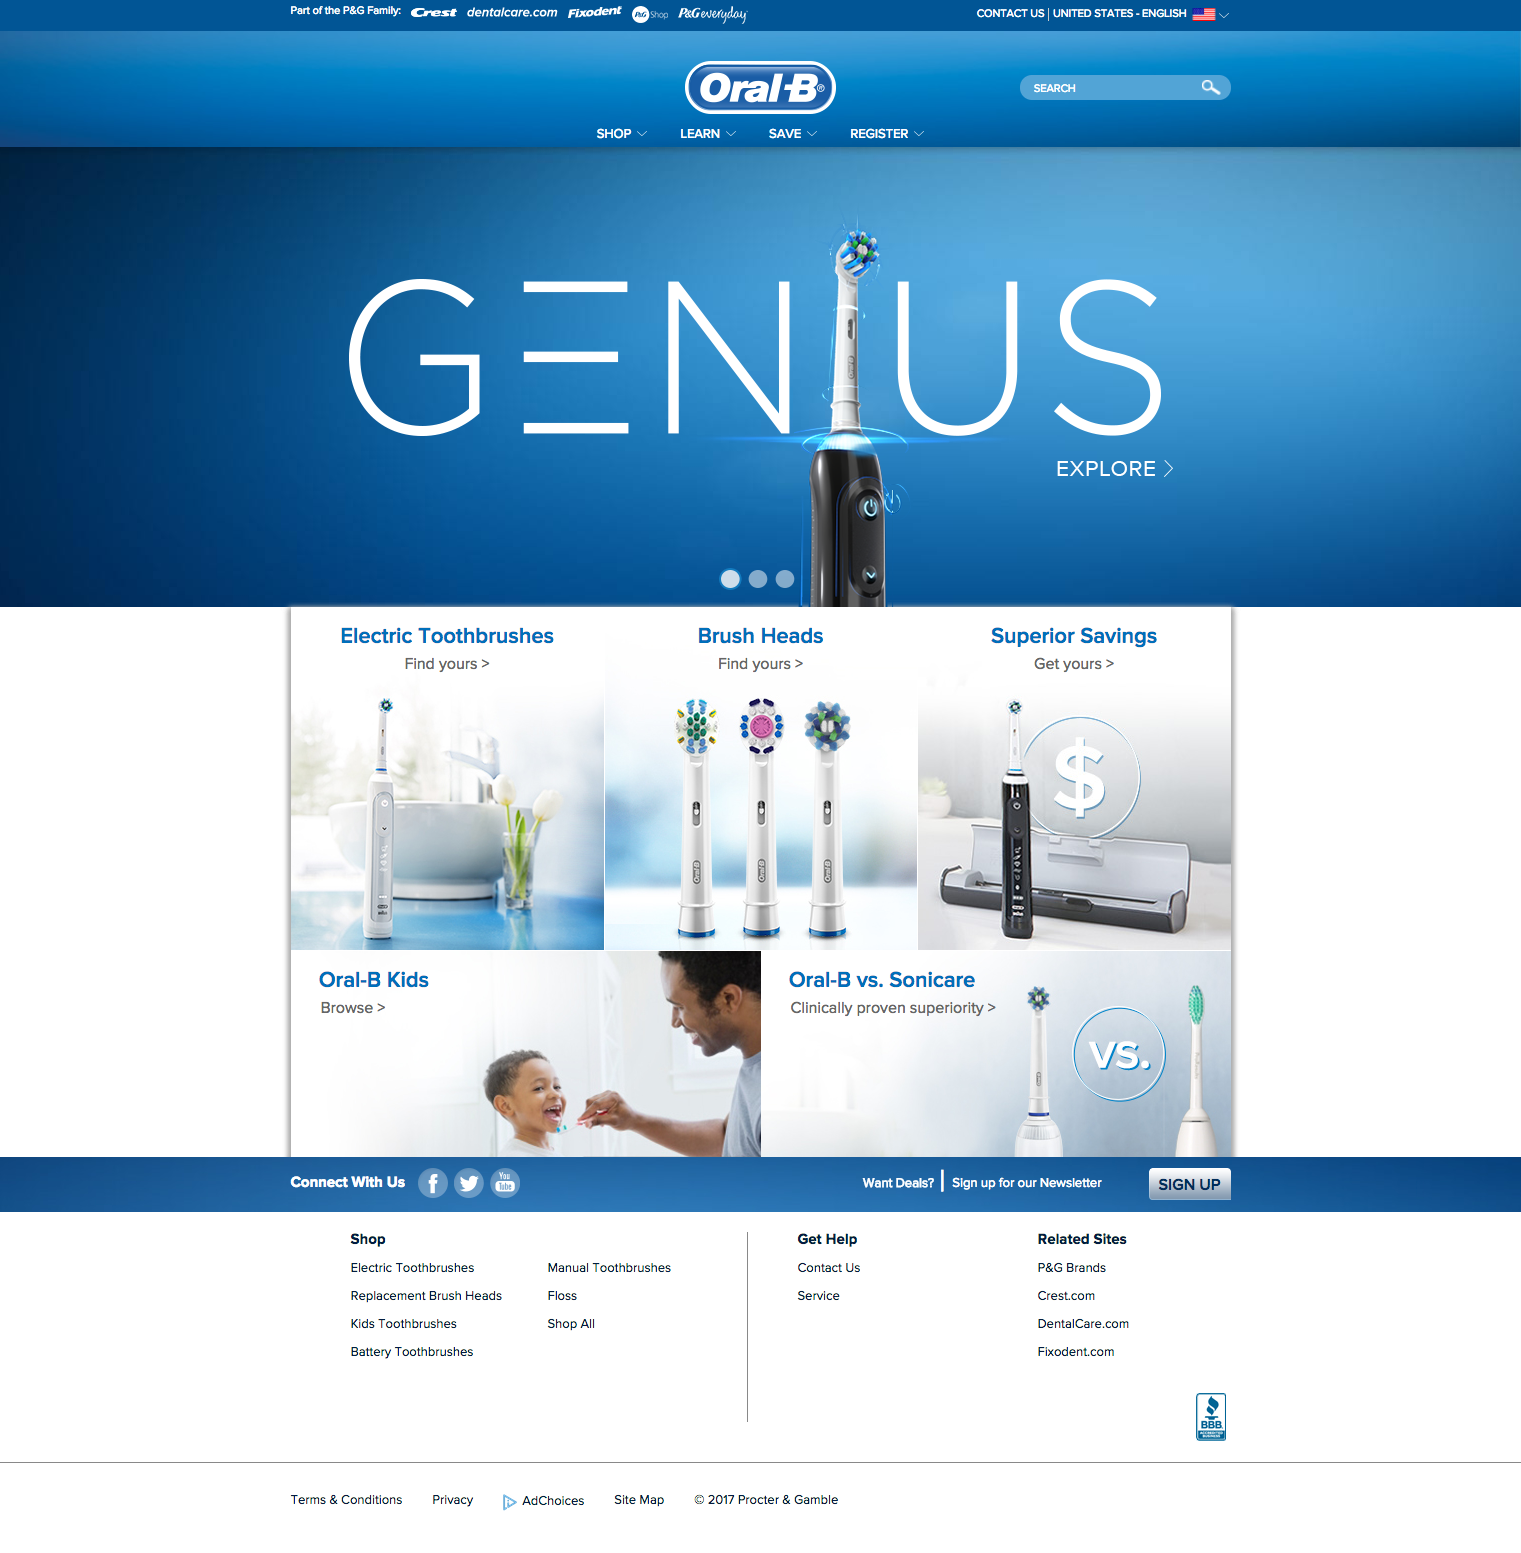 Part of the P&G Family: Crest dentalcare.com Fixodent P&G Shop P&G everyday
CONTACT US | UNITED STATES - ENGLISH
Oral-B®
SEARCH
SHOP LEARN SAVE REGISTER
GENIUS
EXPLORE >
Electric Toothbrushes
Find yours >
Brush Heads
Find yours >
Superior Savings
Get yours >
$
Oral-B Oral-B Oral-B
Oral-B Kids
Browse >
Oral-B vs. Sonicare
Clinically proven superiority >
VS.
Connect With Us f You Tube
Want Deals? | Sign up for our Newsletter
SIGN UP
Shop
Electric Toothbrushes
Replacement Brush Heads
Kids Toothbrushes
Battery Toothbrushes
Manual Toothbrushes
Floss
Shop All
Get Help
Contact Us
Service
Related Sites
P&G Brands
Crest.com
DentalCare.com
Fixodent.com
BBB
ACCREDITED
BUSINESS
Terms & Conditions Privacy AdChoices Site Map © 2017 Procter & Gamble